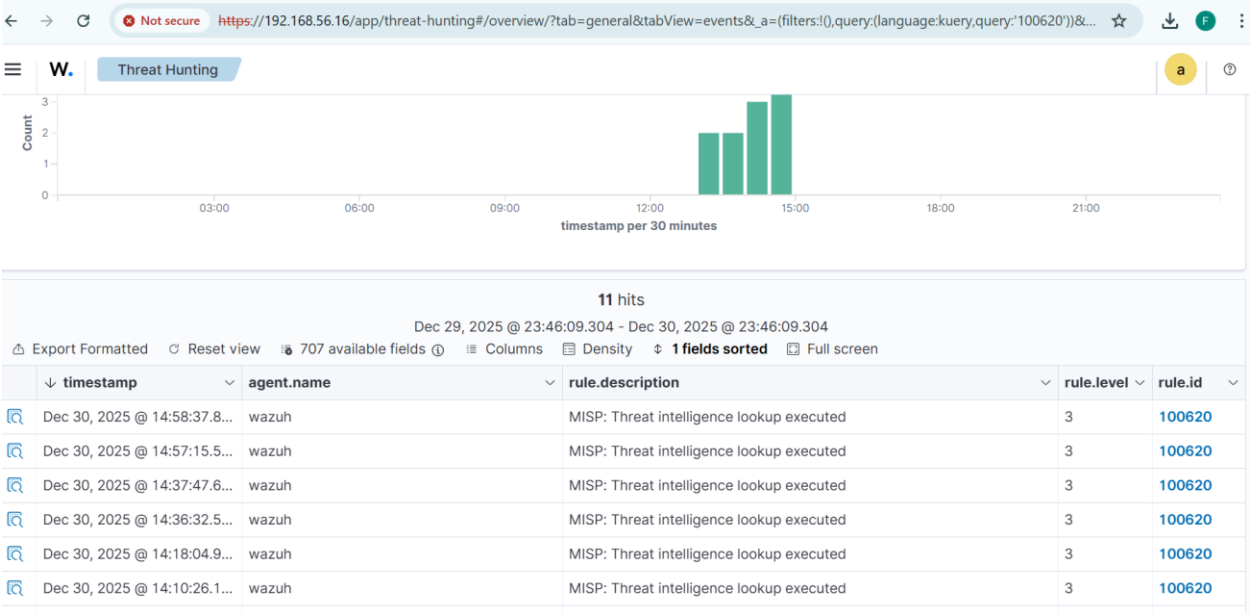 Not secure https://192.168.56.16/app/threat-hunting#/overview/?tab=general&tabView=events&_a=(filters:!(),query:(language:kuery,query:'100620'))&...
F
W. Threat Hunting
a
3
2
1
0
Count
03:00 06:00 09:00 12:00 15:00 18:00 21:00
timestamp per 30 minutes
11 hits
Dec 29, 2025 @ 23:46:09.304 - Dec 30, 2025 @ 23:46:09.304
Export Formatted Reset view 707 available fields Columns Density 1 fields sorted Full screen
timestamp agent.name rule.description rule.level rule.id
Dec 30, 2025 @ 14:58:37.8... wazuh MISP: Threat intelligence lookup executed 3 100620
Dec 30, 2025 @ 14:57:15.5... wazuh MISP: Threat intelligence lookup executed 3 100620
Dec 30, 2025 @ 14:37:47.6... wazuh MISP: Threat intelligence lookup executed 3 100620
Dec 30, 2025 @ 14:36:32.5... wazuh MISP: Threat intelligence lookup executed 3 100620
Dec 30, 2025 @ 14:18:04.9... wazuh MISP: Threat intelligence lookup executed 3 100620
Dec 30, 2025 @ 14:10:26.1... wazuh MISP: Threat intelligence lookup executed 3 100620